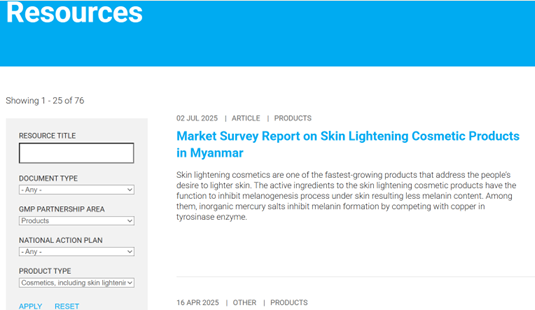 Resources
Showing 1 - 25 of 76
RESOURCE TITLE
DOCUMENT TYPE
- Any -
GMP PARTNERSHIP AREA
Products
NATIONAL ACTION PLAN
- Any -
PRODUCT TYPE
Cosmetics, including skin lightenin
APPLY RESET
02 JUL 2025 | ARTICLE | PRODUCTS
Market Survey Report on Skin Lightening Cosmetic Products
in Myanmar
Skin lightening cosmetics are one of the fastest-growing products that address the people's
desire to lighter skin. The active ingredients to the skin lightening cosmetic products have the
function to inhibit melanogenesis process under skin resulting less melanin content. Among
them, inorganic mercury salts inhibit melanin formation by competing with copper in
tyrosinase enzyme.
16 APR 2025 | OTHER | PRODUCTS